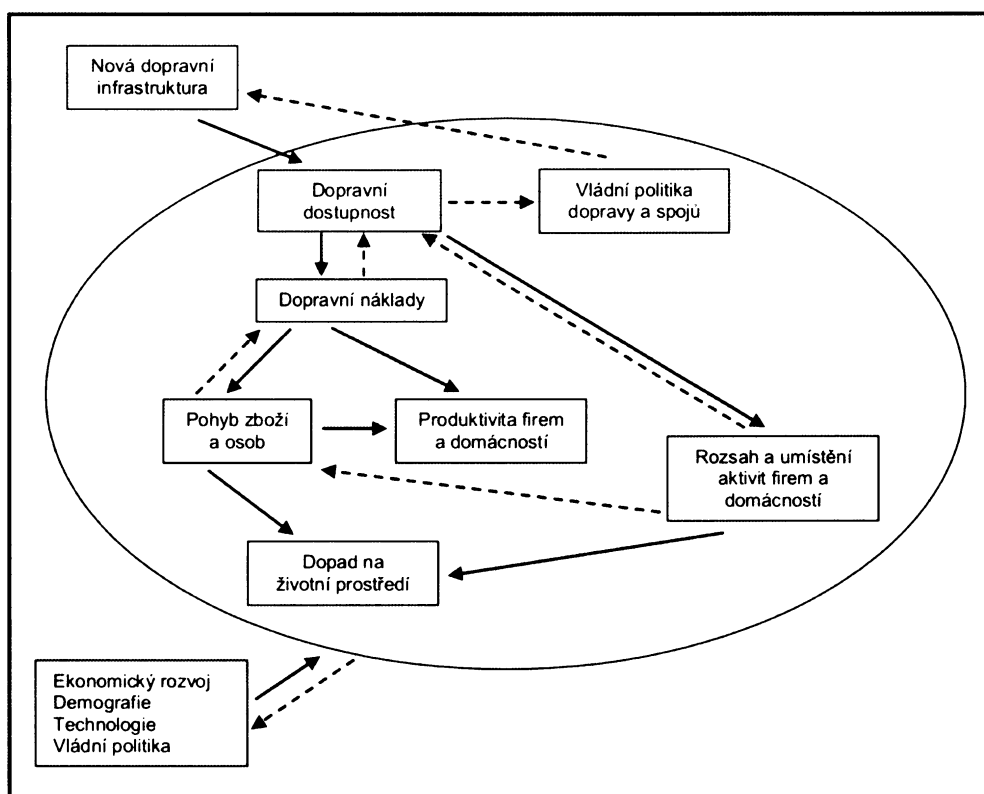 Nová dopravní
infrastruktura
Dopravní
dostupnost
Vládní politika
dopravy a spojů
Dopravní náklady
Pohyb zboží
a osob
Produktivita firem
a domácností
Rozsah a umístění
aktivit firem a
domácností
Dopad na
životní prostředí
Ekonomický rozvoj
Demografie
Technologie
Vládní politika